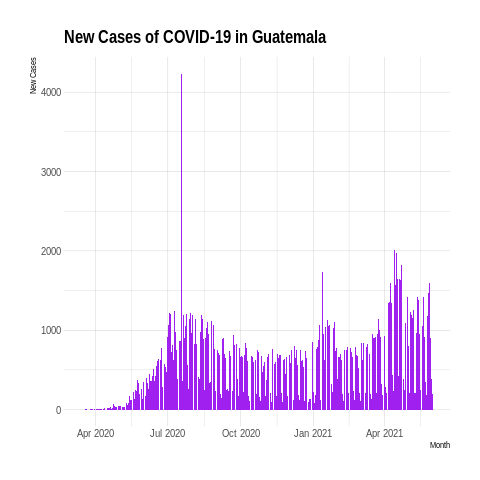 New Cases of COVID-19 in Guatemala
New Cases
4000
3000
2000
1000
0
Apr 2020 Jul 2020 Oct 2020 Jan 2021 Apr 2021
Month